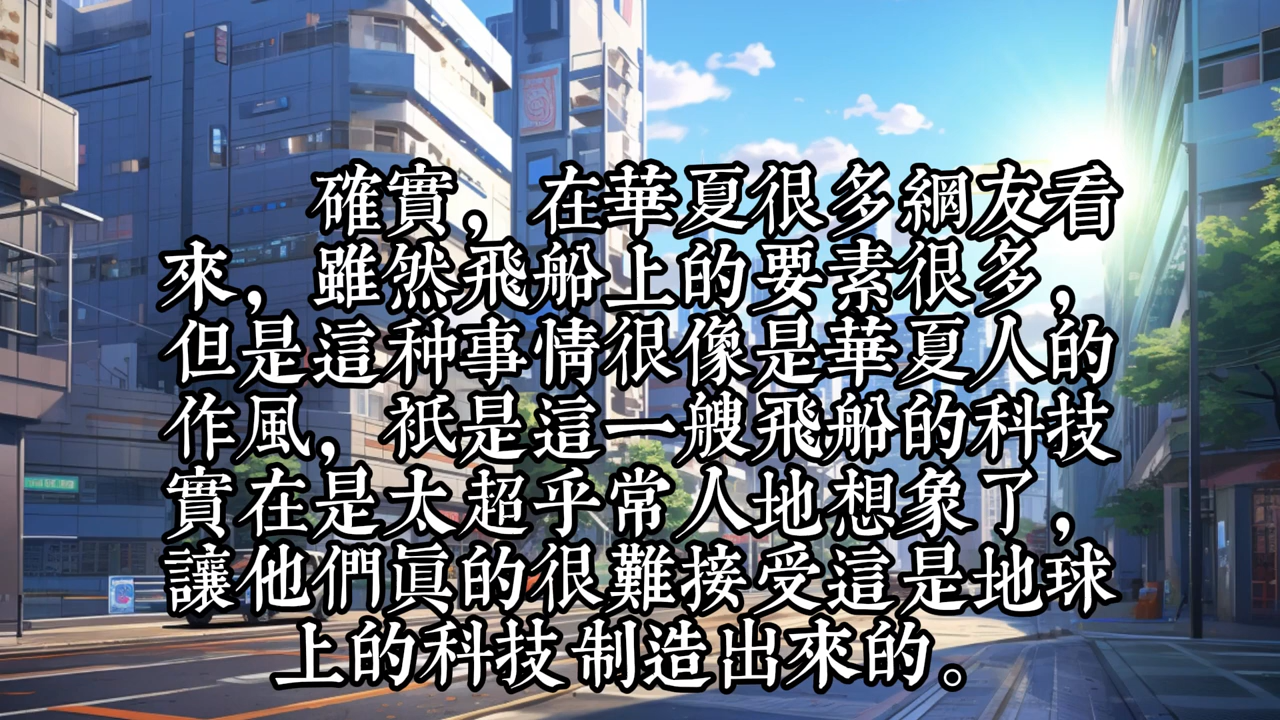 確實，在華夏很多網友看
來，雖然飛船上的要素很多，
但是這种事情很像是華夏人的
作風，衹是這一艘飛船的科技
實在是太超乎常人地想象了，
讓他們眞的很難接受這是地球
上的科技制造出來的。